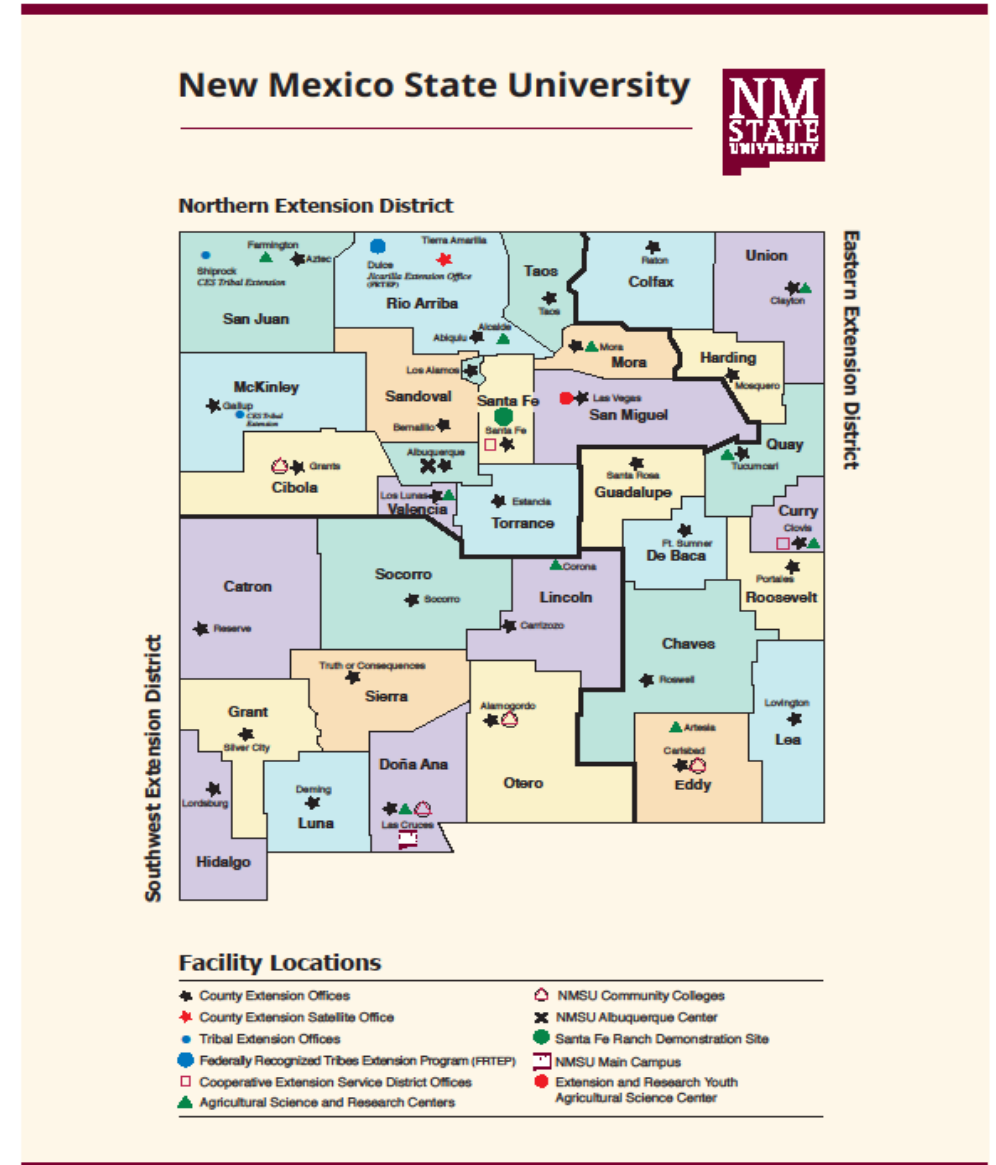 New Mexico State University
NM
STATE
UNIVERSITY
Northern Extension District
Eastern Extension District
Southwest Extension District
Shiprock
CES Tribal Extension
Farmington
Aztec
San Juan
Dulce
Jicarilla Extension Office
(FRTEP)
Tierra Amarilla
Rio Arriba
Abiquiu
Alcalde
Taos
Taos
Raton
Colfax
Union
Clayton
McKinley
Gallup
CES Tribal
Extension
Los Alamos
Sandoval
Bernalillo
Santa Fe
Santa Fe
Mora
Mora
Las Vegas
San Miguel
Harding
Mosquero
Quay
Tucumcari
Grants
Cibola
Albuquerque
Los Lunas
Valencia
Estancia
Torrance
Santa Rosa
Guadalupe
Curry
Clovis
Ft. Sumner
De Baca
Portales
Roosevelt
Catron
Reserve
Socorro
Socorro
Corona
Lincoln
Carrizozo
Chaves
Roswell
Truth or Consequences
Sierra
Grant
Silver City
Alamogordo
Otero
Artesia
Carlsbad
Eddy
Lovington
Lea
Lordsburg
Hidalgo
Deming
Luna
Doña Ana
Las Cruces
Facility Locations
County Extension Offices
County Extension Satellite Office
Tribal Extension Offices
Federally Recognized Tribes Extension Program (FRTEP)
Cooperative Extension Service District Offices
Agricultural Science and Research Centers
NMSU Community Colleges
NMSU Albuquerque Center
Santa Fe Ranch Demonstration Site
NMSU Main Campus
Extension and Research Youth
Agricultural Science Center